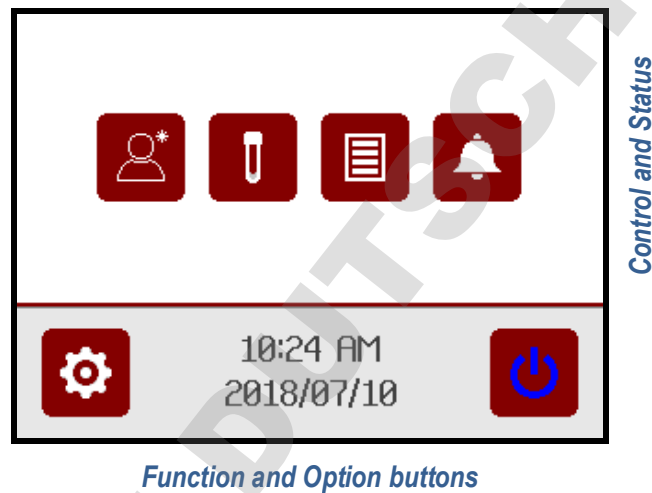 Control and Status
10:24 AM
2018/07/10
Function and Option buttons
DUTSCH